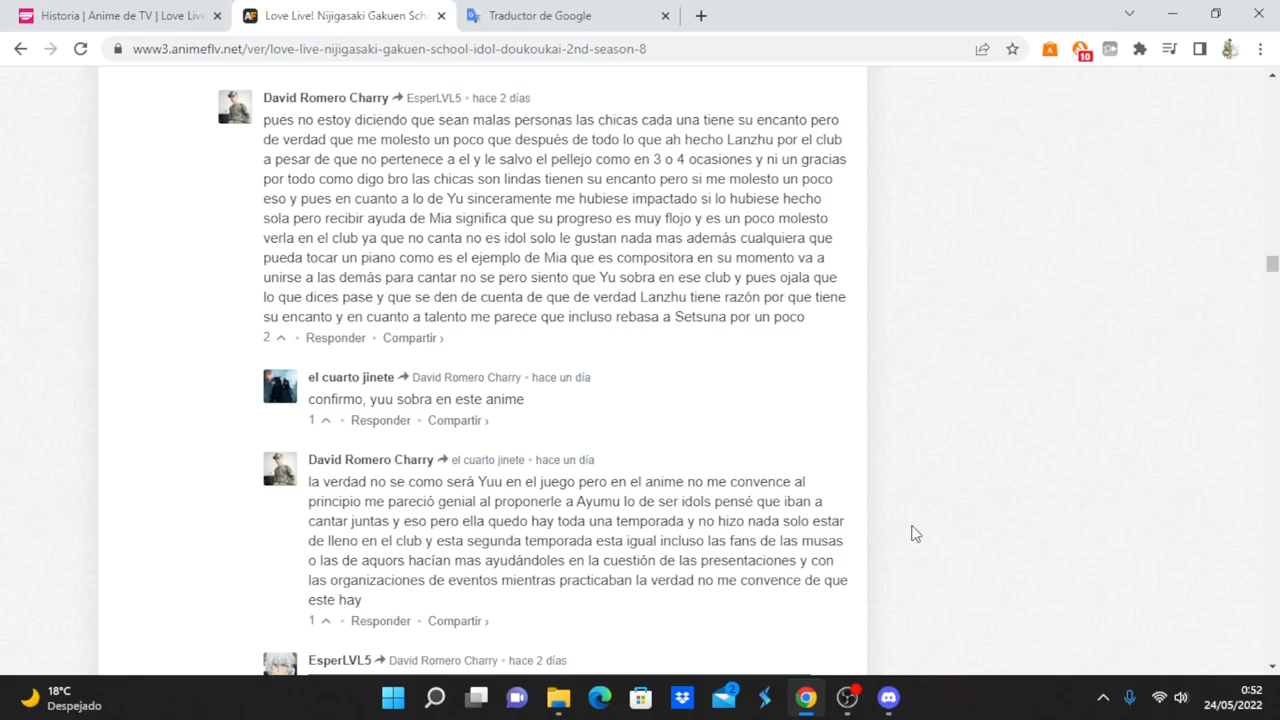 Historia | Anime de TV | Love Live
Love Live! Nijigasaki Gakuen Scho
Traductor de Google
www3.animeflv.net/ver/love-live-nijigasaki-gakuen-school-idol-doukoukai-2nd-season-8
10
David Romero Charry EsperLVL5 • hace 2 días
pues no estoy diciendo que sean malas personas las chicas cada una tiene su encanto pero
de verdad que me molesto un poco que después de todo lo que ah hecho Lanzhu por el club
a pesar de que no pertenece a el y le salvo el pellejo como en 3 o 4 ocasiones y ni un gracias
por todo como digo bro las chicas son lindas tienen su encanto pero si me molesto un poco
eso y pues en cuanto a lo de Yu sinceramente me hubiese impactado si lo hubiese hecho
sola pero recibir ayuda de Mia significa que su progreso es muy flojo y es un poco molesto
verla en el club ya que no canta no es idol solo le gustan nada mas además cualquiera que
pueda tocar un piano como es el ejemplo de Mia que es compositora en su momento va a
unirse a las demás para cantar no se pero siento que Yu sobra en ese club y pues ojala que
lo que dices pase y que se den de cuenta de que de verdad Lanzhu tiene razón por que tiene
su encanto y en cuanto a talento me parece que incluso rebasa a Setsuna por un poco
2 • Responder • Compartir ›
el cuarto jinete David Romero Charry • hace un día
confirmo, yuu sobra en este anime
1 • Responder • Compartir ›
David Romero Charry el cuarto jinete • hace un día
la verdad no se como será Yuu en el juego pero en el anime no me convence al
principio me pareció genial al proponerle a Ayumu lo de ser idols pensé que iban a
cantar juntas y eso pero ella quedo hay toda una temporada y no hizo nada solo estar
de lleno en el club y esta segunda temporada esta igual incluso las fans de las musas
o las de aquors hacían mas ayudándoles en la cuestión de las presentaciones y con
las organizaciones de eventos mientras practicaban la verdad no me convence de que
este hay
1 • Responder • Compartir ›
EsperLVL5 David Romero Charry • hace 2 días
18°C
Despejado
2
0:52
24/05/2022